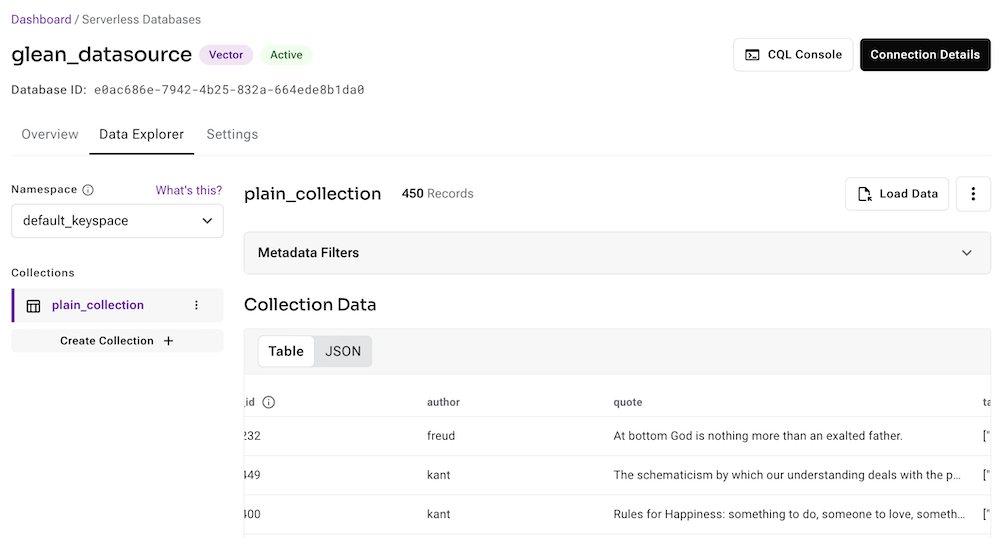 Dashboard / Serverless Databases
glean_datasource Vector Active CQL Console Connection Details
Database ID: e0ac686e-7942-4b25-832a-664ede8b1da0
Overview Data Explorer Settings
Namespace What's this?
default_keyspace
Collections
plain_collection
Create Collection +
plain_collection 450 Records Load Data
Metadata Filters
Collection Data
Table JSON
_id author quote
232 freud At bottom God is nothing more than an exalted father. ["
449 kant The schematicism by which our understanding deals with the p... ["
400 kant Rules for Happiness: something to do, someone to love, someth... ["